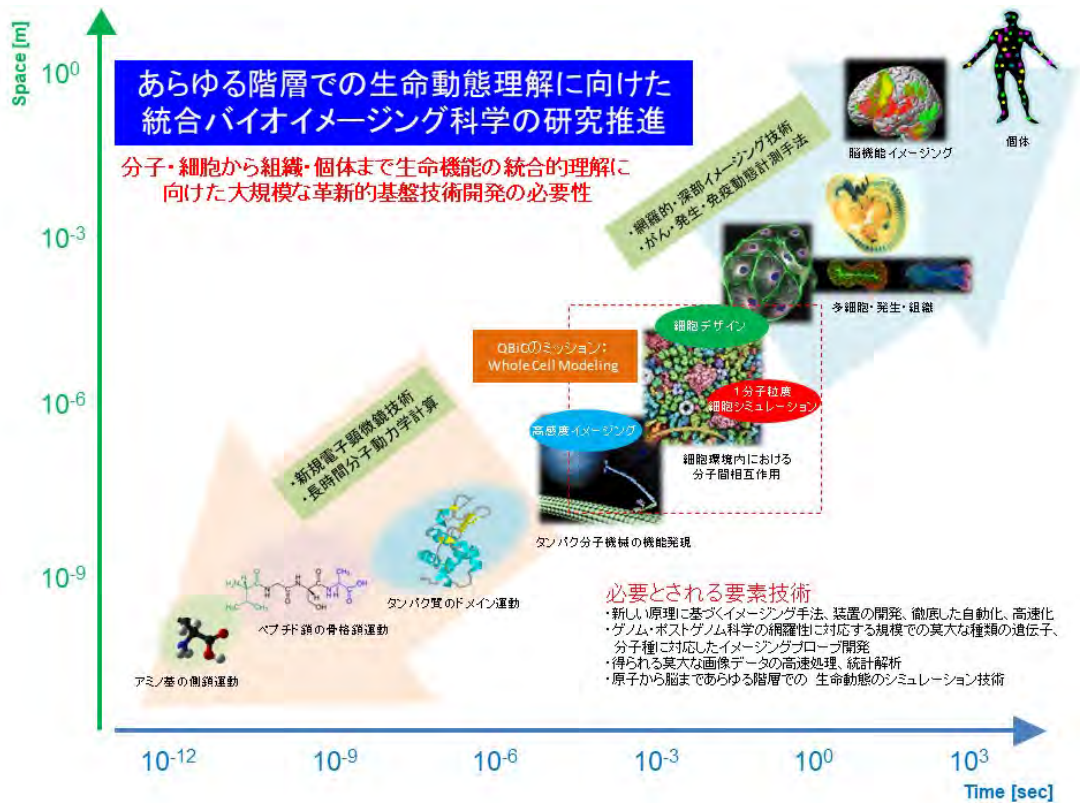 Space [m]
10⁰
10⁻³
10⁻⁶
10⁻⁹
あらゆる階層での生命動態理解に向けた
統合バイオイメージング科学の研究推進
分子・細胞から組織・個体まで生命機能の統合的理解に
向けた大規模な革新的基盤技術開発の必要性
・網羅的・深部イメージング技術
・がん・発生・免疫動態計測手法
脳機能イメージング
個体
多細胞・発生・組織
QBiCのミッション：
Whole Cell Modeling
細胞デザイン
1分子粒度
細胞シミュレーション
高感度イメージング
細胞環境内における
分子間相互作用
タンパク分子機械の機能発現
・新規電子顕微鏡技術
・長時間分子動力学計算
タンパク質のドメイン運動
ペプチド鎖の骨格鎖運動
アミノ基の側鎖運動
必要とされる要素技術
・新しい原理に基づくイメージング手法、装置の開発、徹底した自動化、高速化
・ゲノム・ポストゲノム科学の網羅性に対応する規模での莫大な種類の遺伝子、
分子種に対応したイメージングプローブ開発
・得られる莫大な画像データの高速処理、統計解析
・原子から脳まであらゆる階層での 生命動態のシミュレーション技術
10⁻¹²
10⁻⁹
10⁻⁶
10⁻³
10⁰
10³
Time [sec]